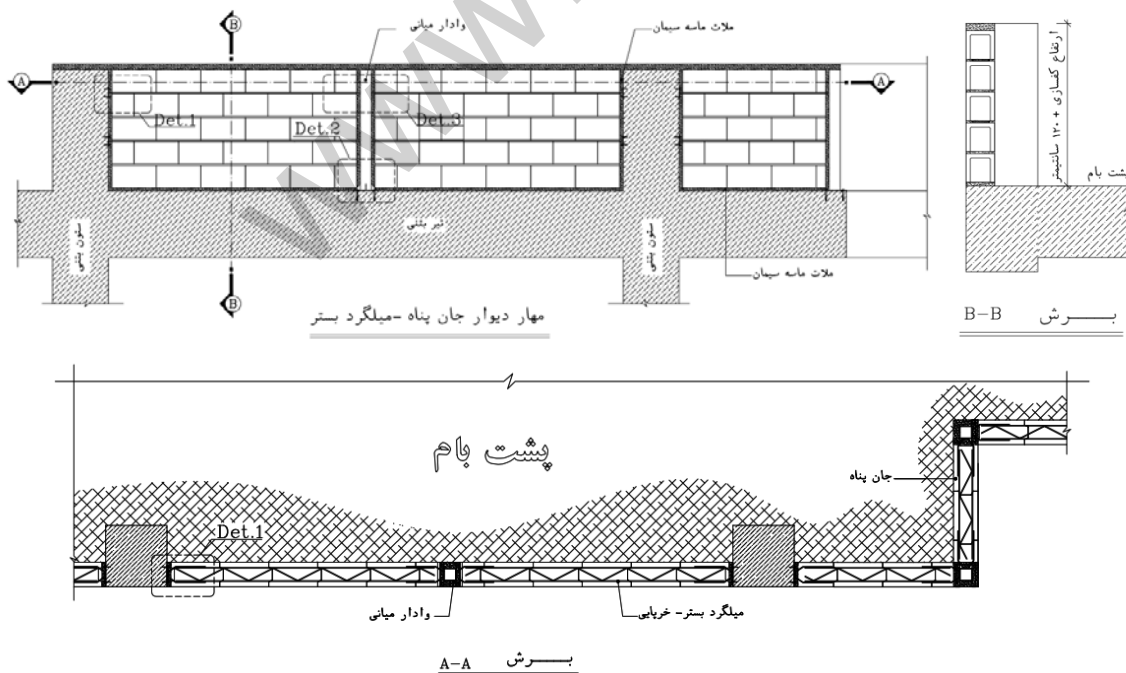 B
وادار میانی
ملات ماسه سیمان
A
A
Det.1
Det.2
Det.3
ستون بتنی
تیر بتنی
ستون بتنی
ملات ماسه سیمان
B
مهار دیوار جان پناه -میلگرد بستر
ارتفاع کفسازی + ۱۲۰ سانتیمتر
پشت بام
برش B-B
پشت بام
جان پناه
Det.1
وادار میانی
میلگرد بستر- خرپایی
برش A-A